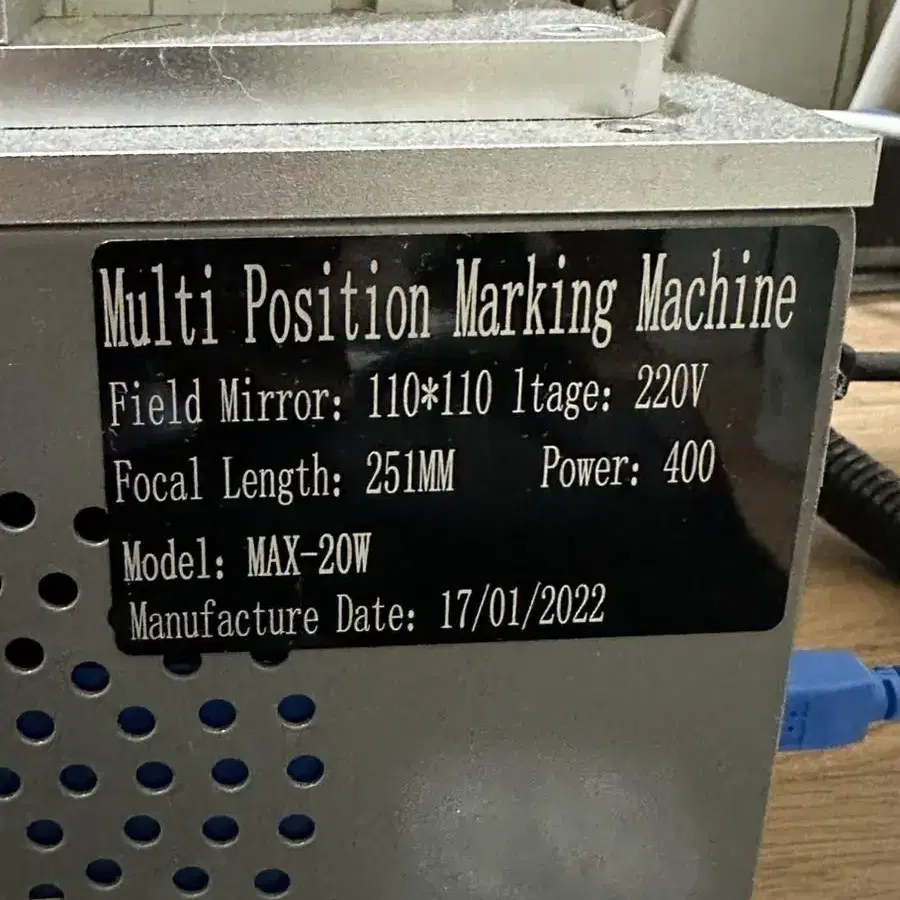 Multi Position Marking Machine
Field Mirror: 110*110 ltage: 220V
Focal Length: 251MM Power: 400
Model: MAX-20W
Manufacture Date: 17/01/2022